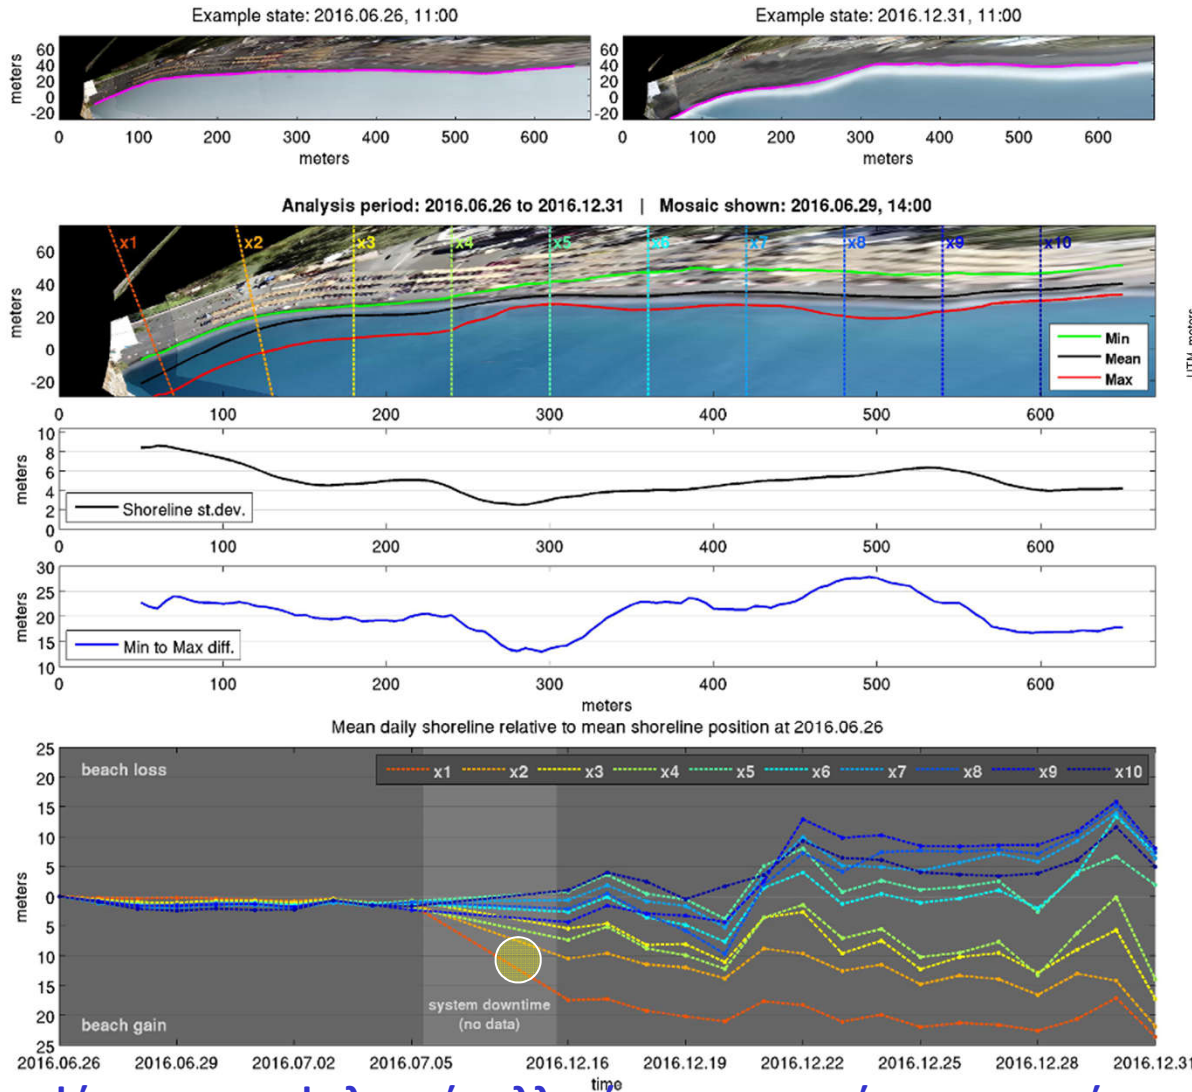 Example state: 2016.06.26, 11:00
Example state: 2016.12.31, 11:00
meters
60
40
20
0
-20
0 100 200 300 400 500 600
meters
60
40
20
0
-20
0 100 200 300 400 500 600
meters
Analysis period: 2016.06.26 to 2016.12.31 | Mosaic shown: 2016.06.29, 14:00
meters
60
40
20
0
-20
x1 x2 x3 x4 x5 x6 x7 x8 x9 x10
Min
Mean
Max
0 100 200 300 400 500 600
UTM meters
meters
10
8
6
4
2
0
Shoreline st.dev.
0 100 200 300 400 500 600
meters
30
25
20
15
10
Min to Max diff.
0 100 200 300 400 500 600
meters
Mean daily shoreline relative to mean shoreline position at 2016.06.26
meters
25
20
15
10
5
0
5
10
15
20
25
beach loss
x1 x2 x3 x4 x5 x6 x7 x8 x9 x10
system downtime
(no data)
beach gain
2016.06.26 2016.06.29 2016.07.02 2016.07.05 2016.12.16 2016.12.19 2016.12.22 2016.12.25 2016.12.28 2016.12.31
time